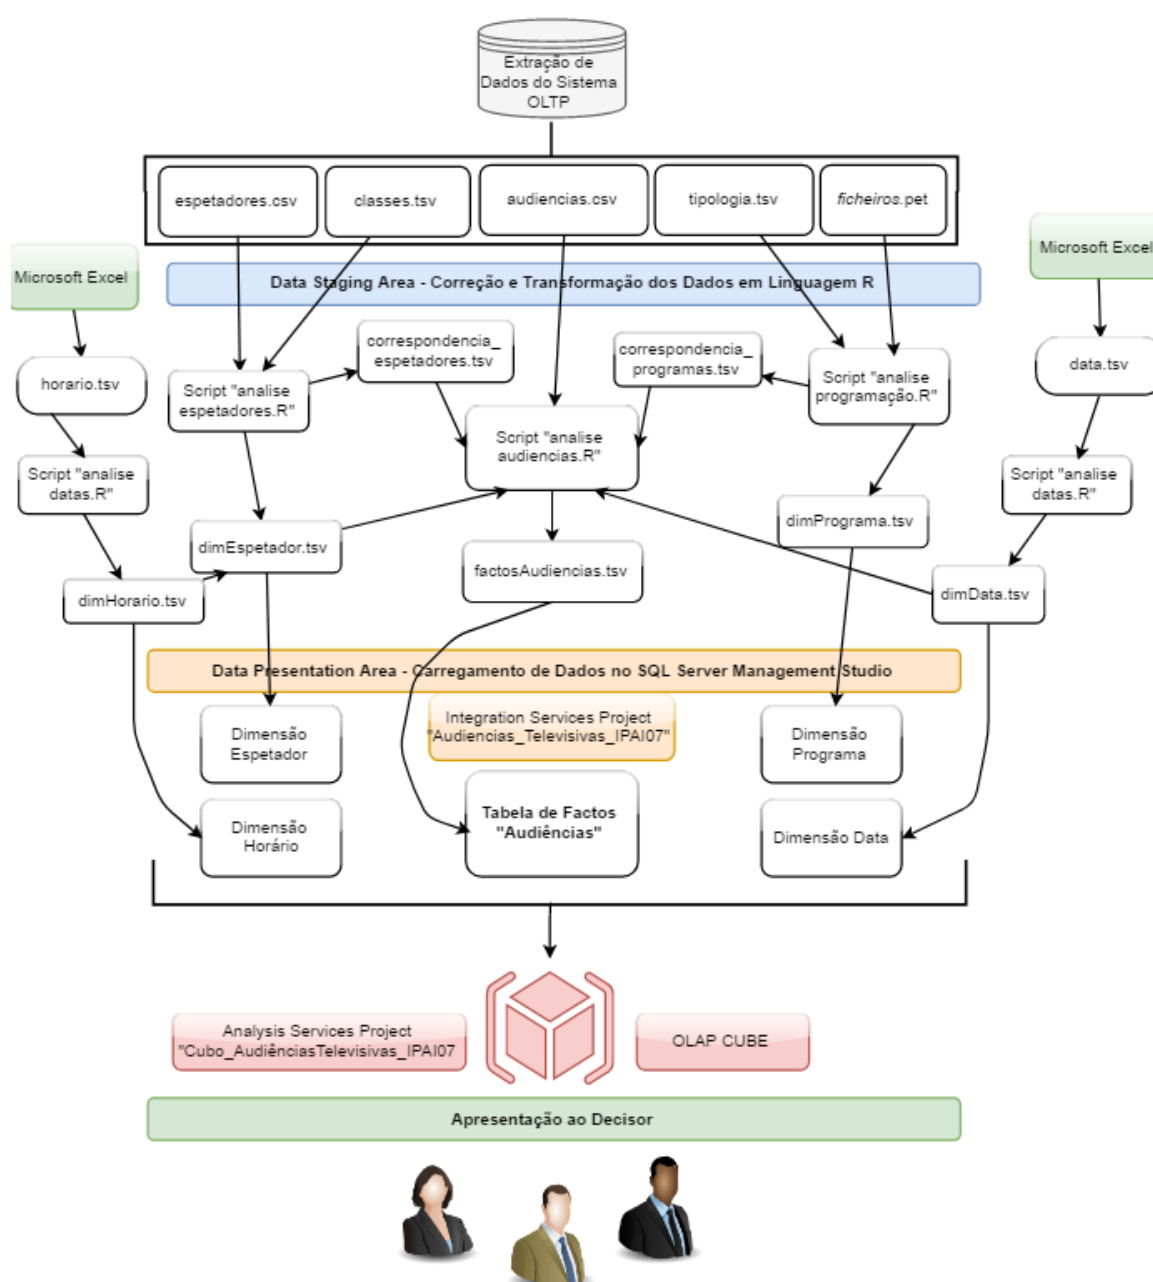 Extração de
Dados do Sistema
OLTP
espetadores.csv
classes.tsv
audiencias.csv
tipologia.tsv
ficheiros.pet
Microsoft Excel
Microsoft Excel
Data Staging Area - Correção e Transformação dos Dados em Linguagem R
horario.tsv
correspondencia_
espetadores.tsv
correspondencia_
programas.tsv
data.tsv
Script "analise
espetadores.R"
Script "analise
programação.R"
Script "analise
audiencias.R"
Script "analise
datas.R"
Script "analise
datas.R"
dimEspetador.tsv
dimPrograma.tsv
factosAudiencias.tsv
dimHorario.tsv
dimData.tsv
Data Presentation Area - Carregamento de Dados no SQL Server Management Studio
Integration Services Project
"Audiencias_Televisivas_IPAI07"
Dimensão
Espetador
Dimensão
Programa
Tabela de Factos
"Audiências"
Dimensão
Horário
Dimensão Data
Analysis Services Project
"Cubo_AudiênciasTelevisivas_IPAI07
OLAP CUBE
Apresentação ao Decisor